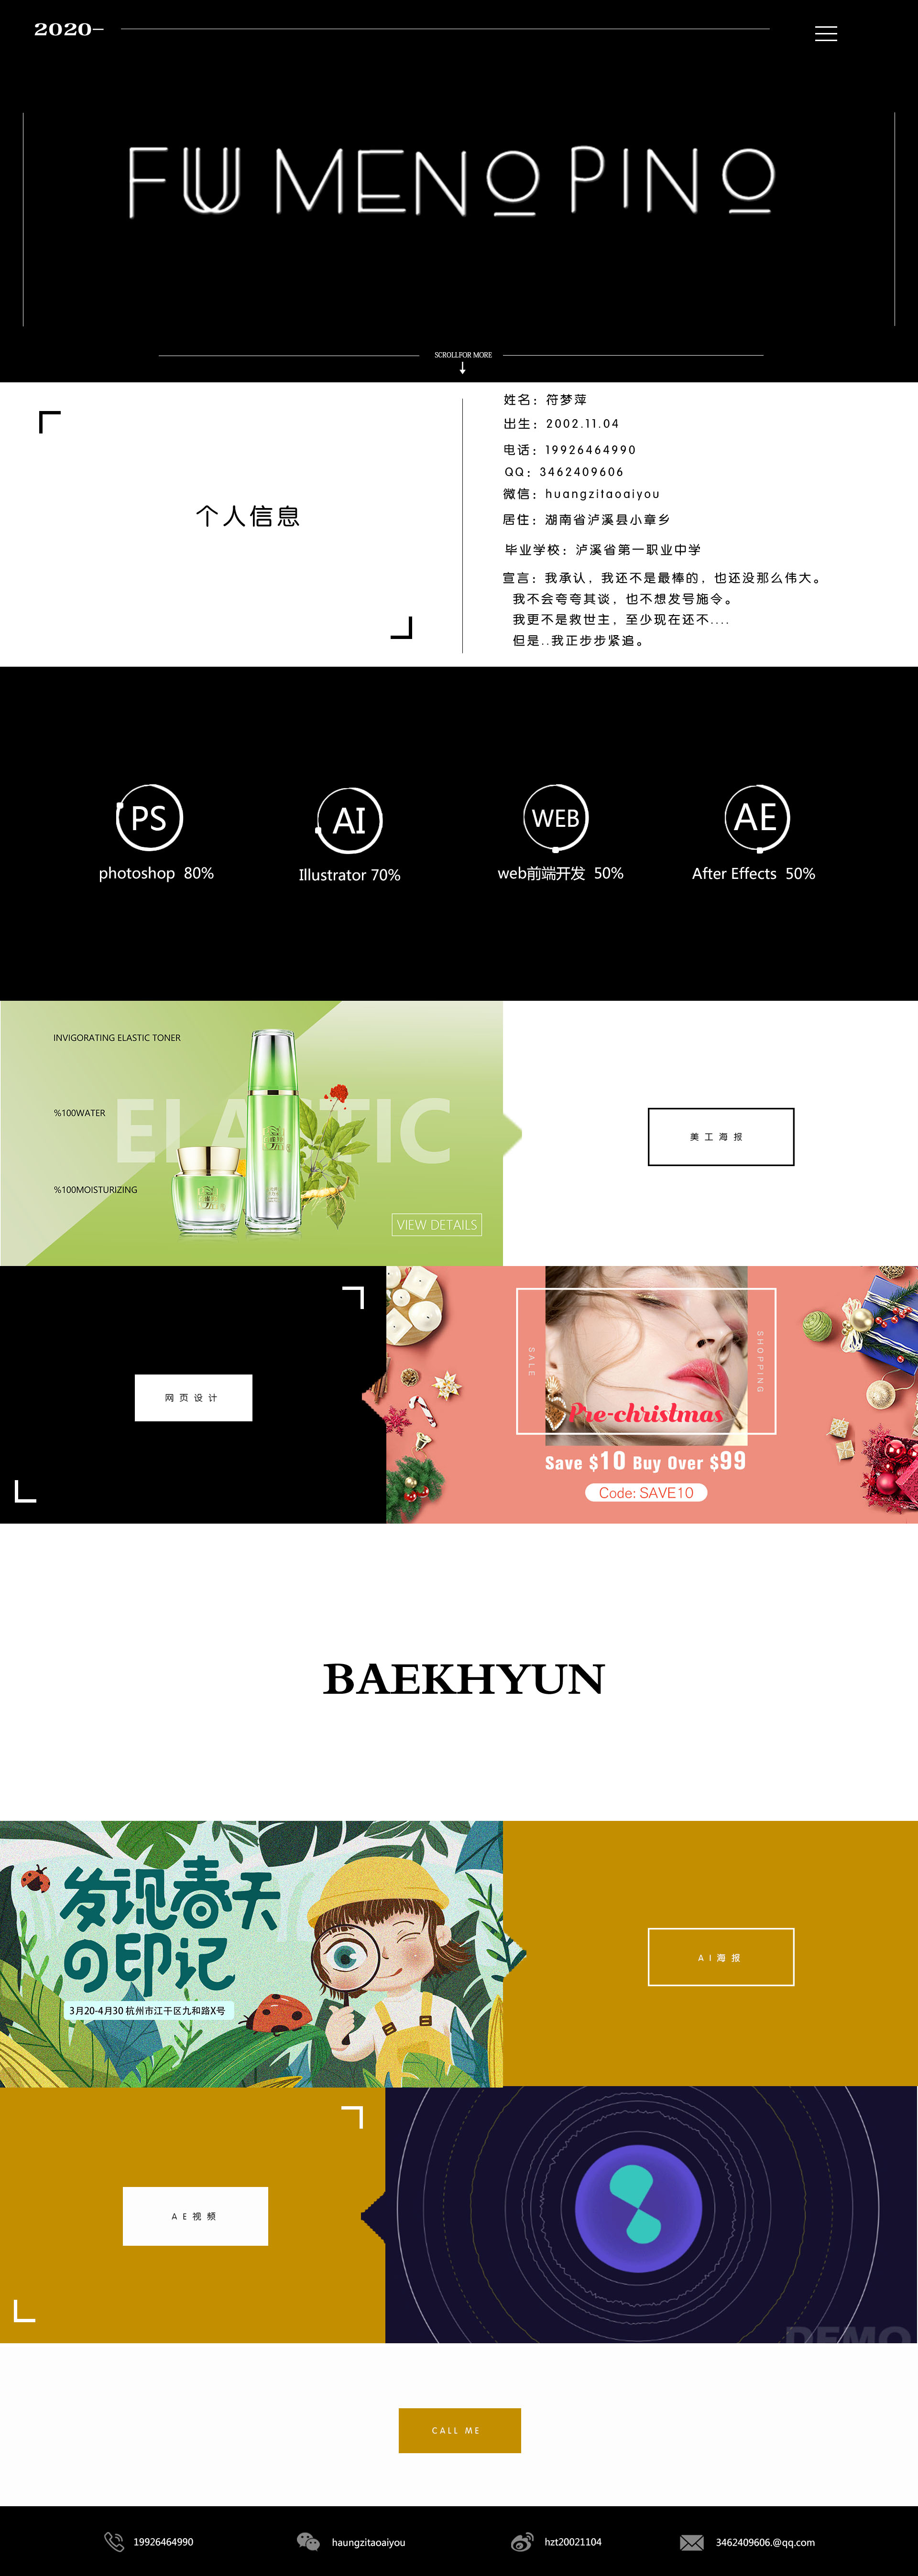 2020—
FU MENO PINO
SCROLLFOR MORE
个人信息
姓名：符梦萍
出生：2002.11.04
电话：19926464990
QQ：3462409606
微信：huangzitaoaiyou
居住：湖南省泸溪县小章乡
毕业学校：泸溪省第一职业中学
宣言：我承认，我还不是最棒的，也还没那么伟大。
我不会夸夸其谈，也不想发号施令。
我更不是救世主，至少现在还不....
但是..我正步步紧追。
PS
photoshop 80%
AI
Illustrator 70%
WEB
web前端开发 50%
AE
After Effects 50%
INVIGORATING ELASTIC TONER
%100WATER
ELASTIC
%100MOISTURIZING
VIEW DETAILS
美工海报
网页设计
SALE
SHOPPING
Pre-christmas
Save $10 Buy Over $99
Code: SAVE10
BAEKHYUN
发现春天
の印记
3月20-4月30 杭州市江干区九和路X号
AI海报
AE视频
DEMO
CALL ME
19926464990
haungzitaoaiyou
hzt20021104
3462409606.@qq.com